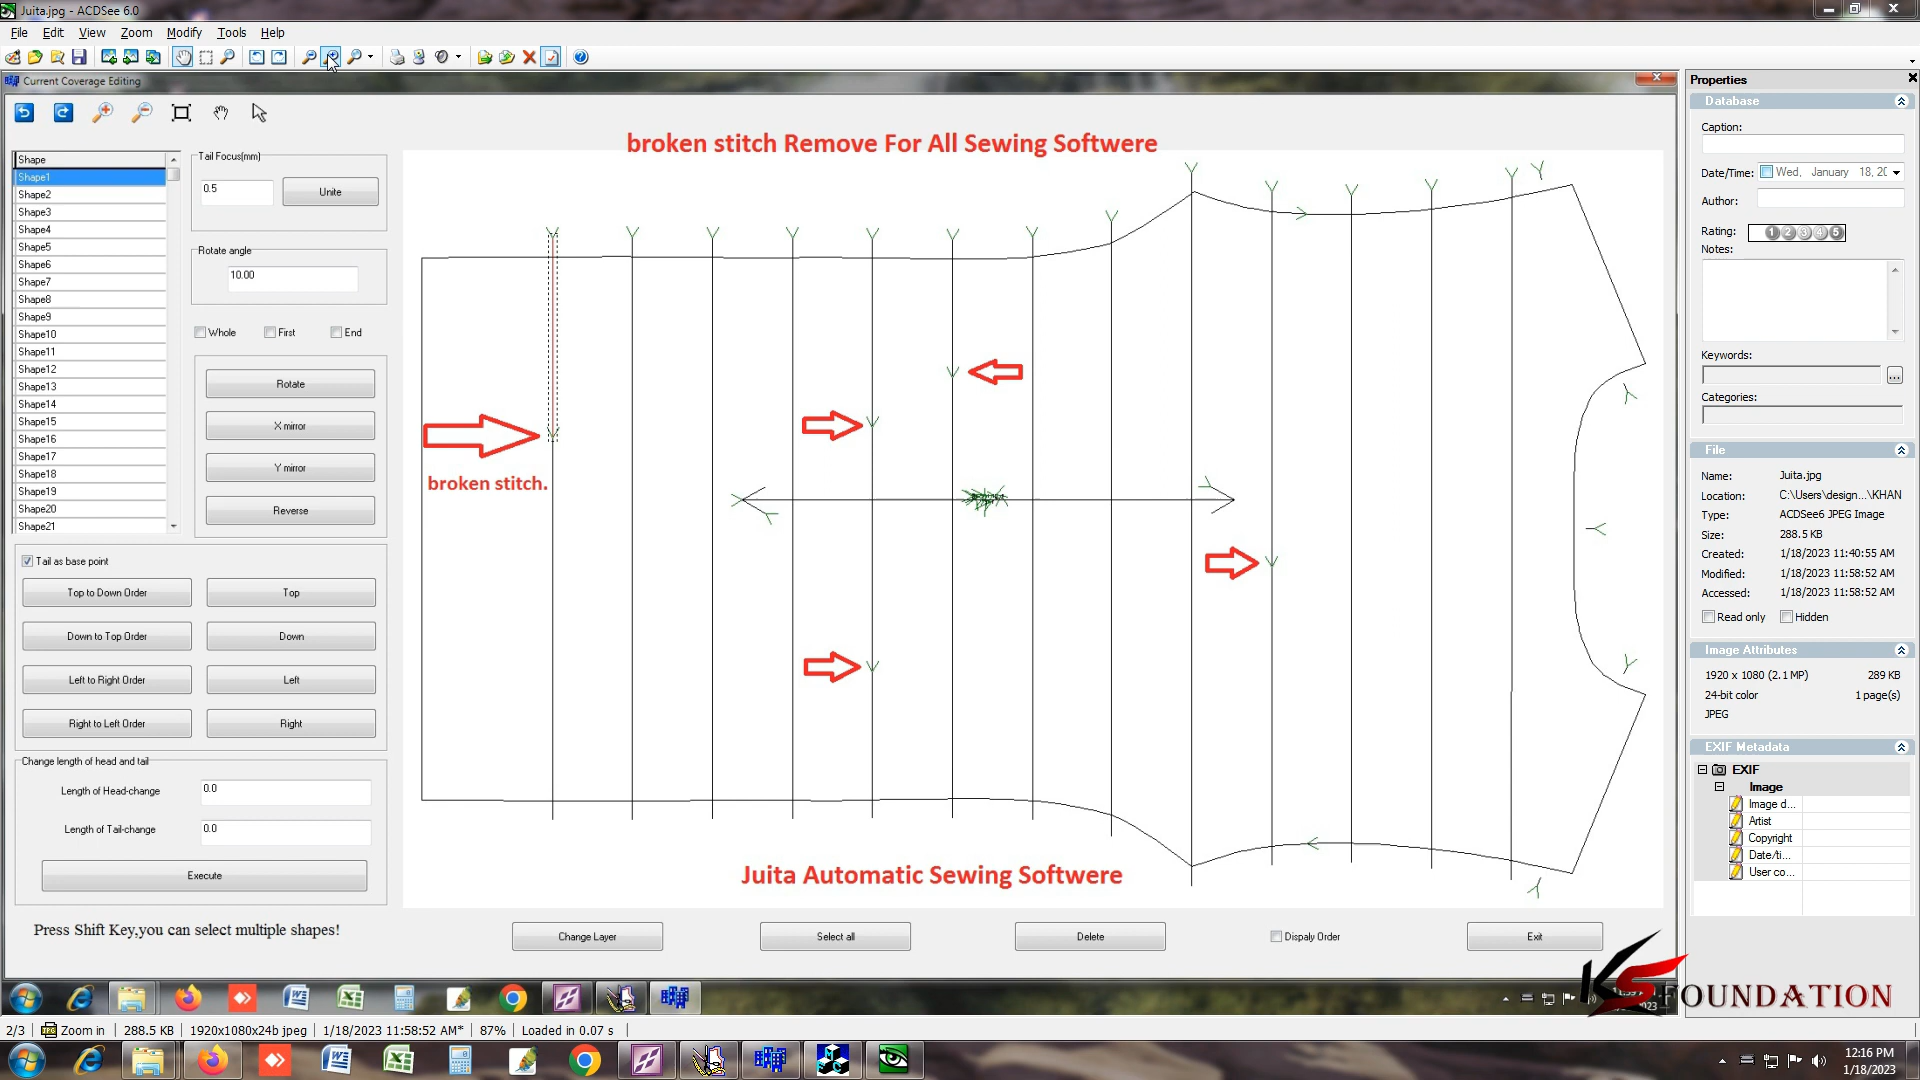 Juita.jpg - ACDSee 6.0
File Edit View Zoom Modify Tools Help
Current Coverage Editing
broken stitch Remove For All Sewing Softwere
Shape
Shape1
Shape2
Shape3
Shape4
Shape5
Shape6
Shape7
Shape8
Shape9
Shape10
Shape11
Shape12
Shape13
Shape14
Shape15
Shape16
Shape17
Shape18
Shape19
Shape20
Shape21
Tail Focus(mm)
0.5 Unite
Rotate angle
10.00
Whole First End
Rotate
X mirror
Y mirror
Reverse
broken stitch.
Tail as base point
Top to Down Order Top
Down to Top Order Down
Left to Right Order Left
Right to Left Order Right
Change length of head and tail
Length of Head-change 0.0
Length of Tail-change 0.0
Execute
Juita Automatic Sewing Softwere
Press Shift Key,you can select multiple shapes!
Change Layer Select all Delete Dispaly Order Exit
Properties
Database
Caption:
Date/Time: Wed, January 18, 20
Author:
Rating: 1 2 3 4 5
Notes:
Keywords:
...
Categories:
File
Name: Juita.jpg
Location: C:\Users\design...\KHAN
Type: ACDSee6 JPEG Image
Size: 288.5 KB
Created: 1/18/2023 11:40:55 AM
Modified: 1/18/2023 11:58:52 AM
Accessed: 1/18/2023 11:58:52 AM
Read only Hidden
Image Attributes
1920 x 1080 (2.1 MP) 289 KB
24-bit color 1 page(s)
JPEG
EXIF Metadata
EXIF
Image
Image d...
Artist
Copyright
Date/ti...
User co...
KS FOUNDATION
2/3 Zoom in 288.5 KB 1920x1080x24b jpeg 1/18/2023 11:58:52 AM* 87% Loaded in 0.07 s
12:16 PM
1/18/2023